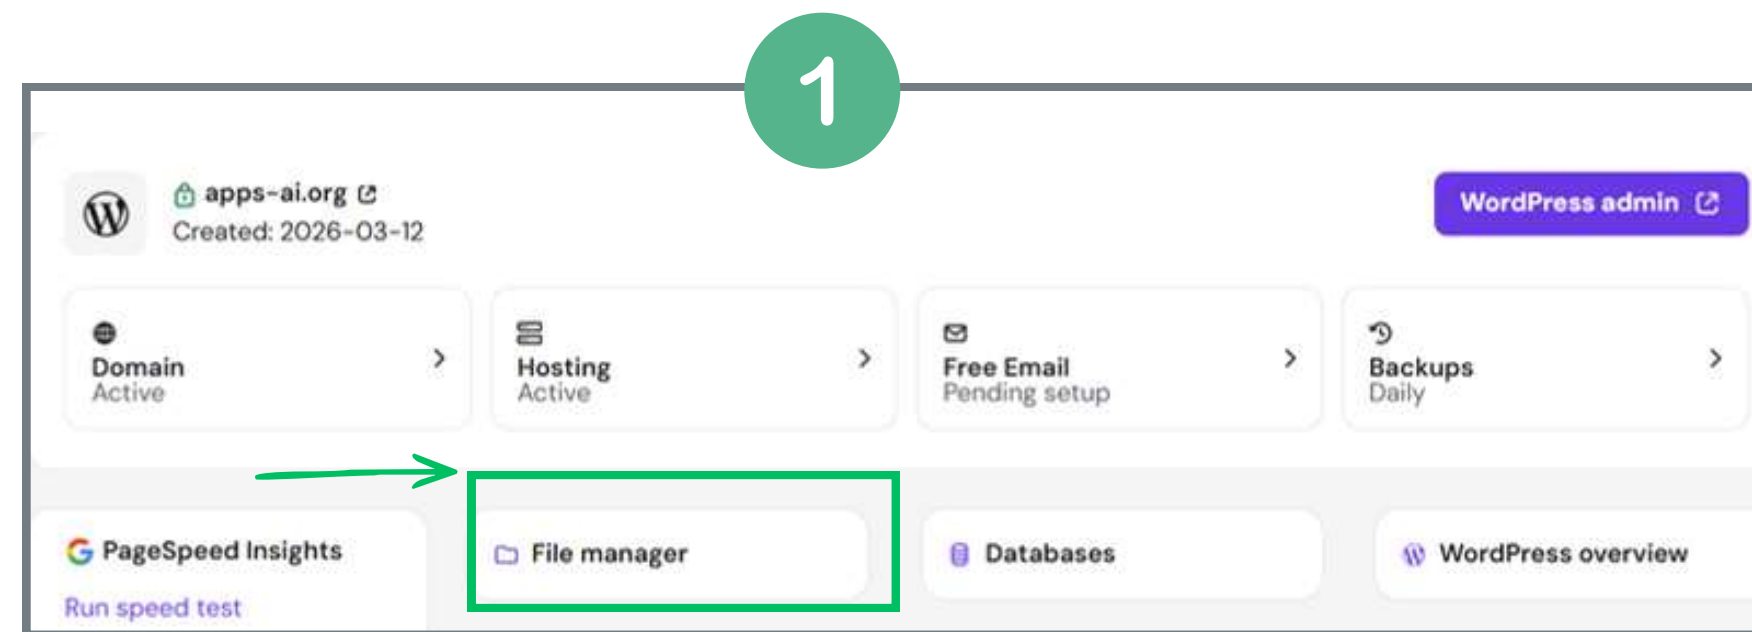 1
apps-ai.org
Created: 2026-03-12
WordPress admin
Domain
Active
Hosting
Active
Free Email
Pending setup
Backups
Daily
PageSpeed Insights
Run speed test
File manager
Databases
WordPress overview